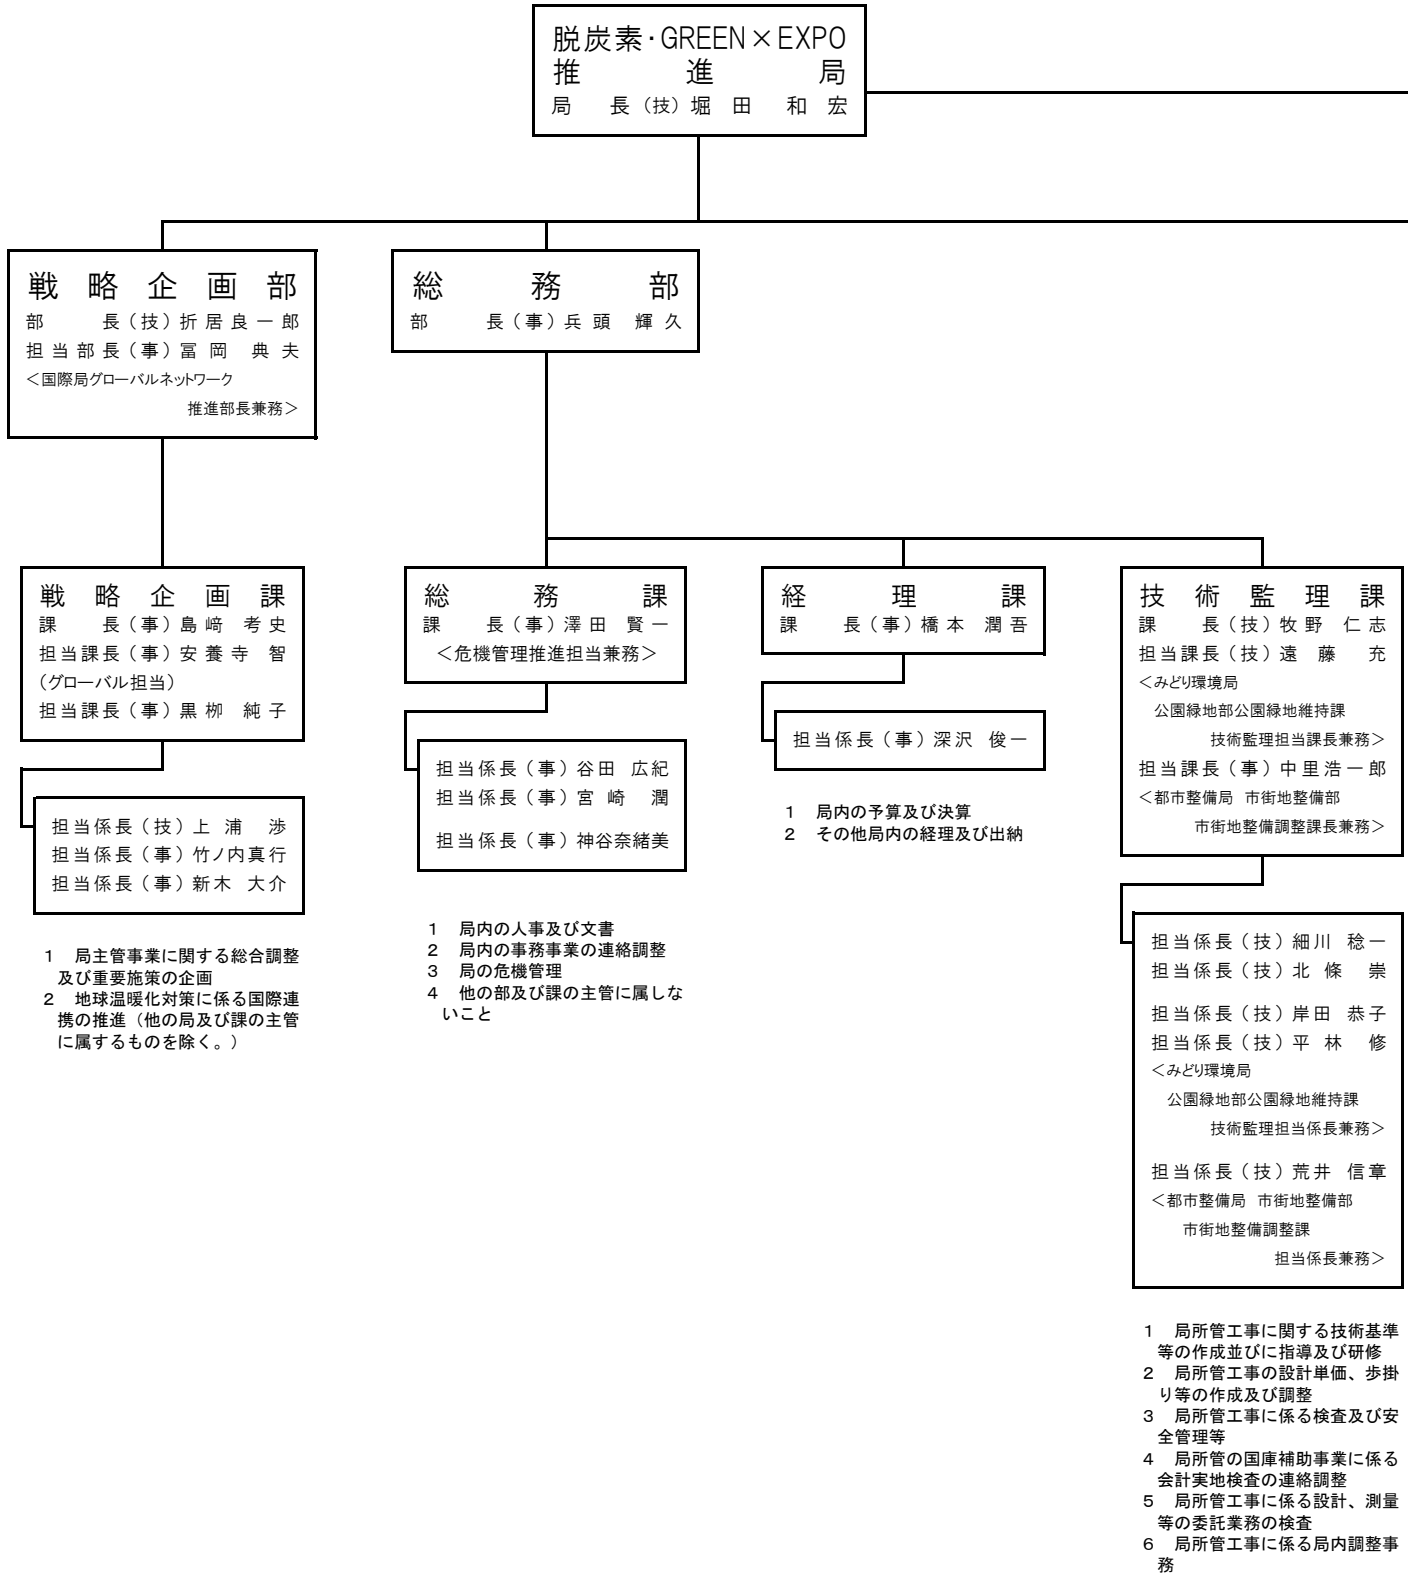 脱炭素・GREEN×EXPO
推進局
局長（技）堀田 和宏
戦略企画部
部長（技）折居良一郎
担当部長（事）冨岡 典夫
＜国際局グローバルネットワーク
推進部長兼務＞
総務部
部長（事）兵頭 輝久
戦略企画課
課長（事）島﨑 考史
担当課長（事）安養寺 智
（グローバル担当）
担当課長（事）黒栁 純子
担当係長（技）上浦 渉
担当係長（事）竹ノ内真行
担当係長（事）新木 大介
１ 局主管事業に関する総合調整
及び重要施策の企画
２ 地球温暖化対策に係る国際連
携の推進（他の局及び課の主管
に属するものを除く。）
総務課
課長（事）澤田 賢一
＜危機管理推進担当兼務＞
担当係長（事）谷田 広紀
担当係長（事）宮崎 潤
担当係長（事）神谷奈緒美
１ 局内の人事及び文書
２ 局内の事務事業の連絡調整
３ 局の危機管理
４ 他の部及び課の主管に属しな
いこと
経理課
課長（事）橋本 潤吾
担当係長（事）深沢 俊一
１ 局内の予算及び決算
２ その他局内の経理及び出納
技術監理課
課長（技）牧野 仁志
担当課長（技）遠藤 充
＜みどり環境局
公園緑地部公園緑地維持課
技術監理担当課長兼務＞
担当課長（事）中里浩一郎
＜都市整備局 市街地整備部
市街地整備調整課長兼務＞
担当係長（技）細川 稔一
担当係長（技）北條 崇
担当係長（技）岸田 恭子
担当係長（技）平林 修
＜みどり環境局
公園緑地部公園緑地維持課
技術監理担当係長兼務＞
担当係長（技）荒井 信章
＜都市整備局 市街地整備部
市街地整備調整課
担当係長兼務＞
１ 局所管工事に関する技術基準
等の作成並びに指導及び研修
２ 局所管工事の設計単価、歩掛
り等の作成及び調整
３ 局所管工事に係る検査及び安
全管理等
４ 局所管の国庫補助事業に係る
会計実地検査の連絡調整
５ 局所管工事に係る設計、測量
等の委託業務の検査
６ 局所管工事に係る局内調整事
務